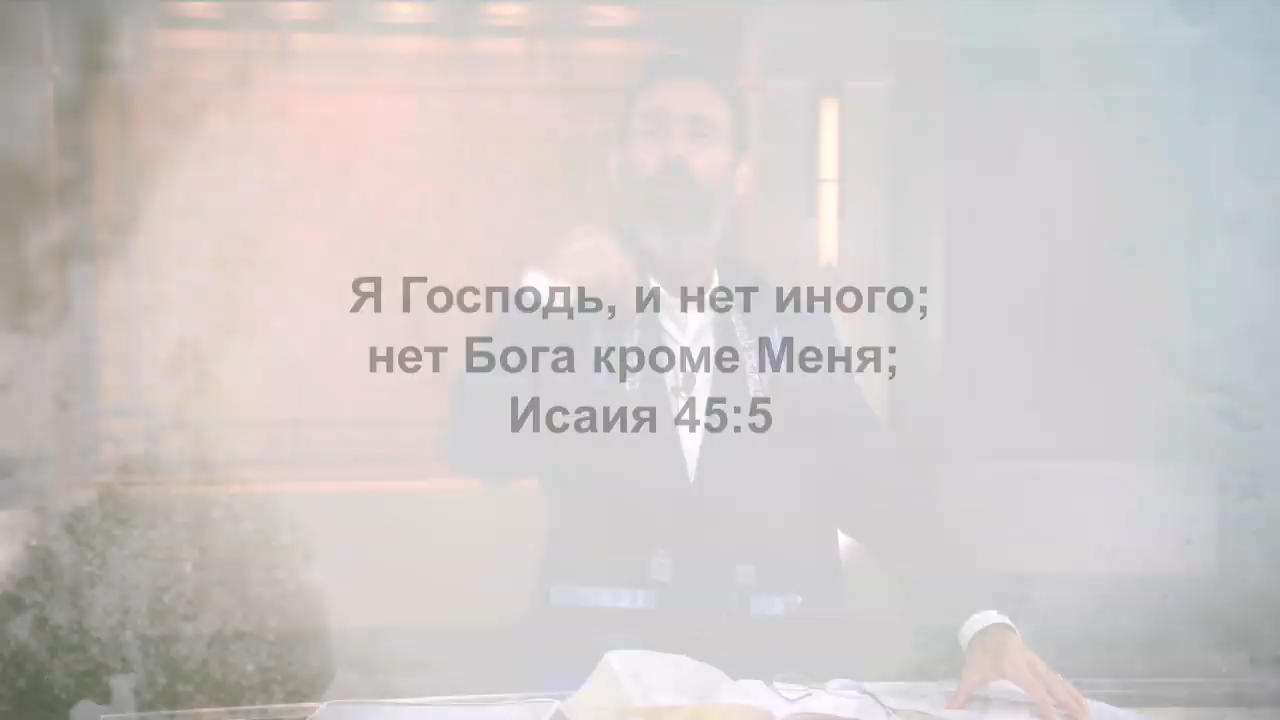 Я Господь, и нет иного;
нет Бога кроме Меня;
Исаия 45:5